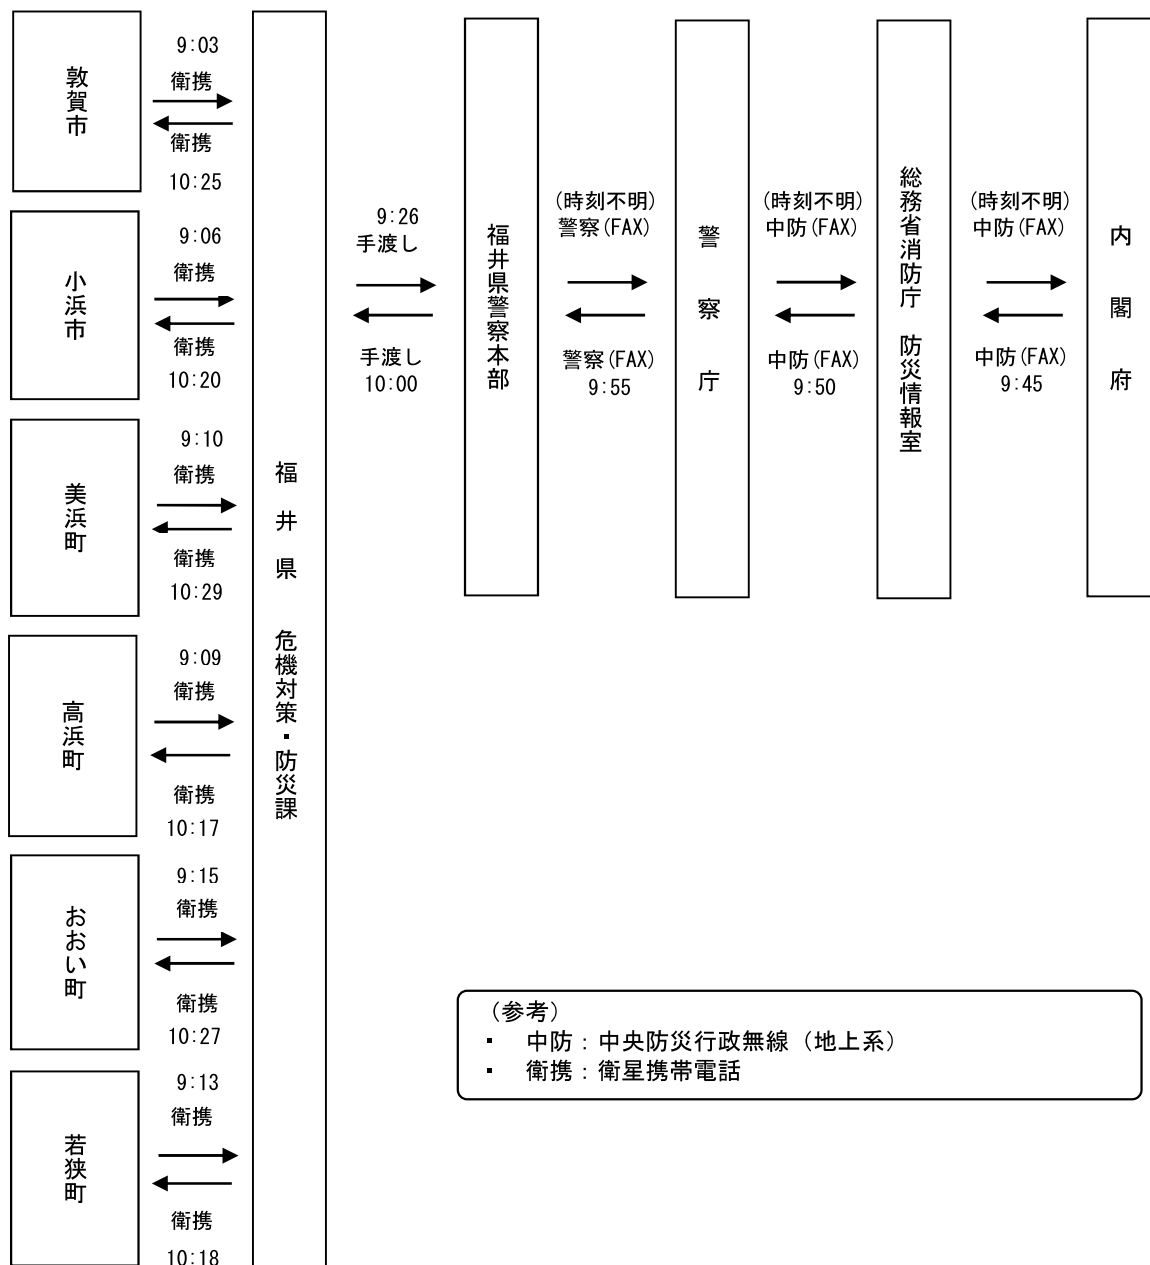 敦賀市
9:03
衛携
衛携
10:25
小浜市
9:06
衛携
衛携
10:20
美浜町
9:10
衛携
衛携
10:29
高浜町
9:09
衛携
衛携
10:17
おおい町
9:15
衛携
衛携
10:27
若狭町
9:13
衛携
衛携
10:18
福井県 危機対策・防災課
9:26
手渡し
手渡し
10:00
福井県警察本部
(時刻不明)
警察(FAX)
警察(FAX)
9:55
警察庁
(時刻不明)
中防(FAX)
中防(FAX)
9:50
総務省消防庁 防災情報室
(時刻不明)
中防(FAX)
中防(FAX)
9:45
内閣府
(参考)
・ 中防:中央防災行政無線(地上系)
・ 衛携:衛星携帯電話